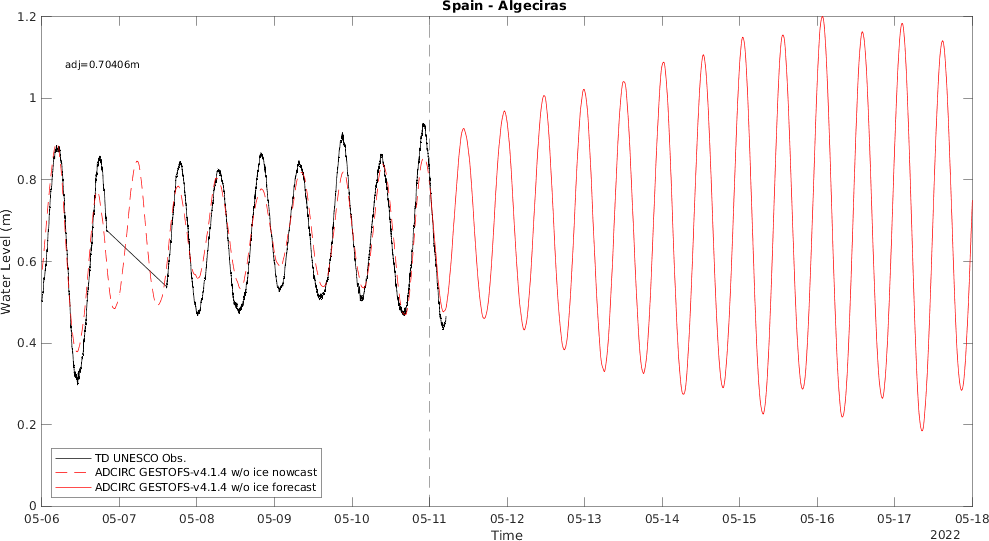 Spain - Algeciras
adj=0.70406m
1.2
1
0.8
0.6
0.4
0.2
0
Water Level (m)
TD UNESCO Obs.
ADCIRC GESTOFS-v4.1.4 w/o ice nowcast
ADCIRC GESTOFS-v4.1.4 w/o ice forecast
05-06 05-07 05-08 05-09 05-10 05-11 05-12 05-13 05-14 05-15 05-16 05-17 05-18
Time
2022